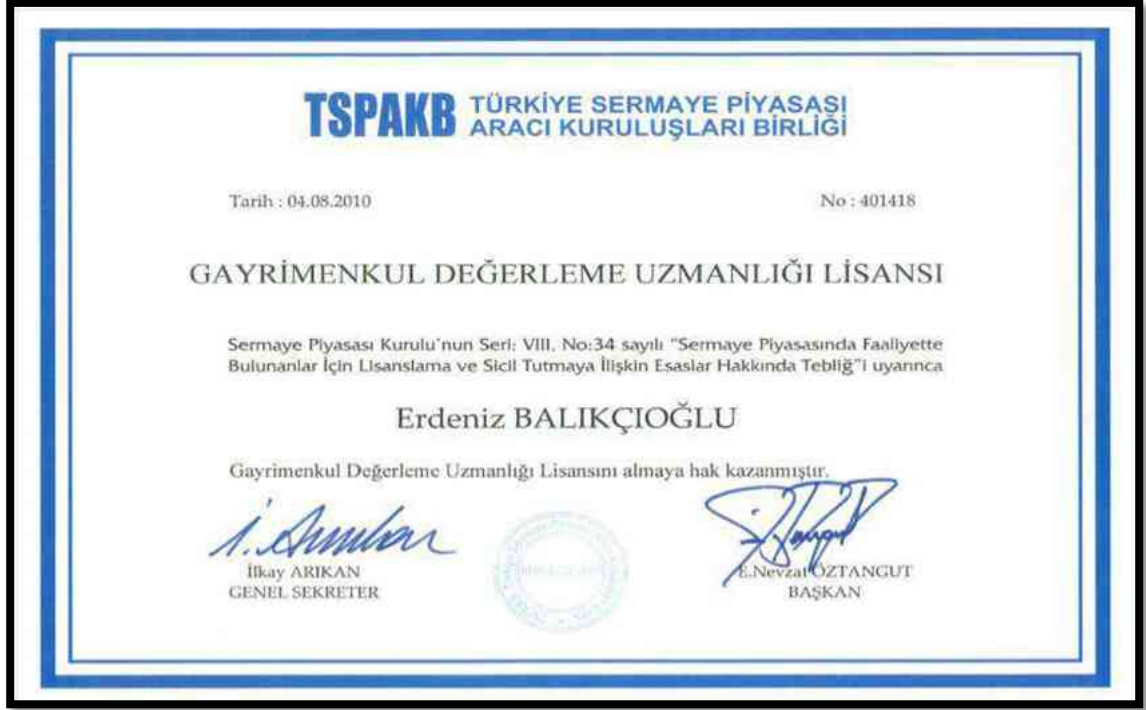 TSPAKB TÜRKİYE SERMAYE PİYASASI
ARACI KURULUŞLARI BİRLİĞİ
Tarih : 04.08.2010 No : 401418
GAYRİMENKUL DEĞERLEME UZMANLIĞI LİSANSI
Sermaye Piyasası Kurulu'nun Seri: VIII, No:34 sayılı "Sermaye Piyasasında Faaliyette
Bulunanlar İçin Lisanslama ve Sicil Tutmaya İlişkin Esaslar Hakkında Tebliğ"i uyarınca
Erdeniz BALIKÇIOĞLU
Gayrimenkul Değerleme Uzmanlığı Lisansını almaya hak kazanmıştır.
İlkay ARIKAN
GENEL SEKRETER
E.Nevzat ÖZTANGUT
BAŞKAN